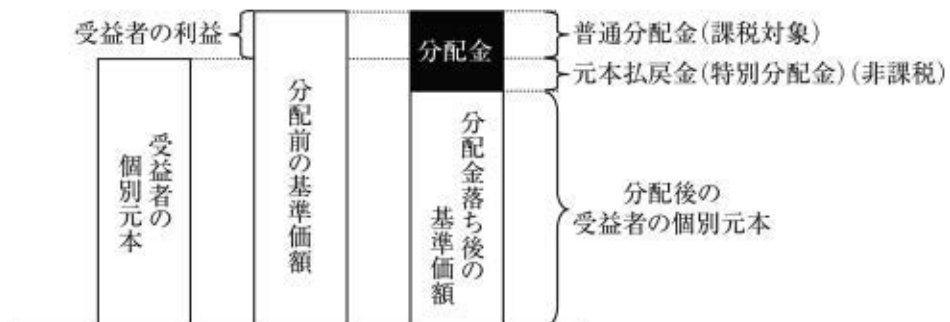 受益者の利益
分配金
普通分配金(課税対象)
元本払戻金(特別分配金)(非課税)
受益者の
個別元本
分配前の基準価額
分配金落ち後の
基準価額
分配後の
受益者の個別元本